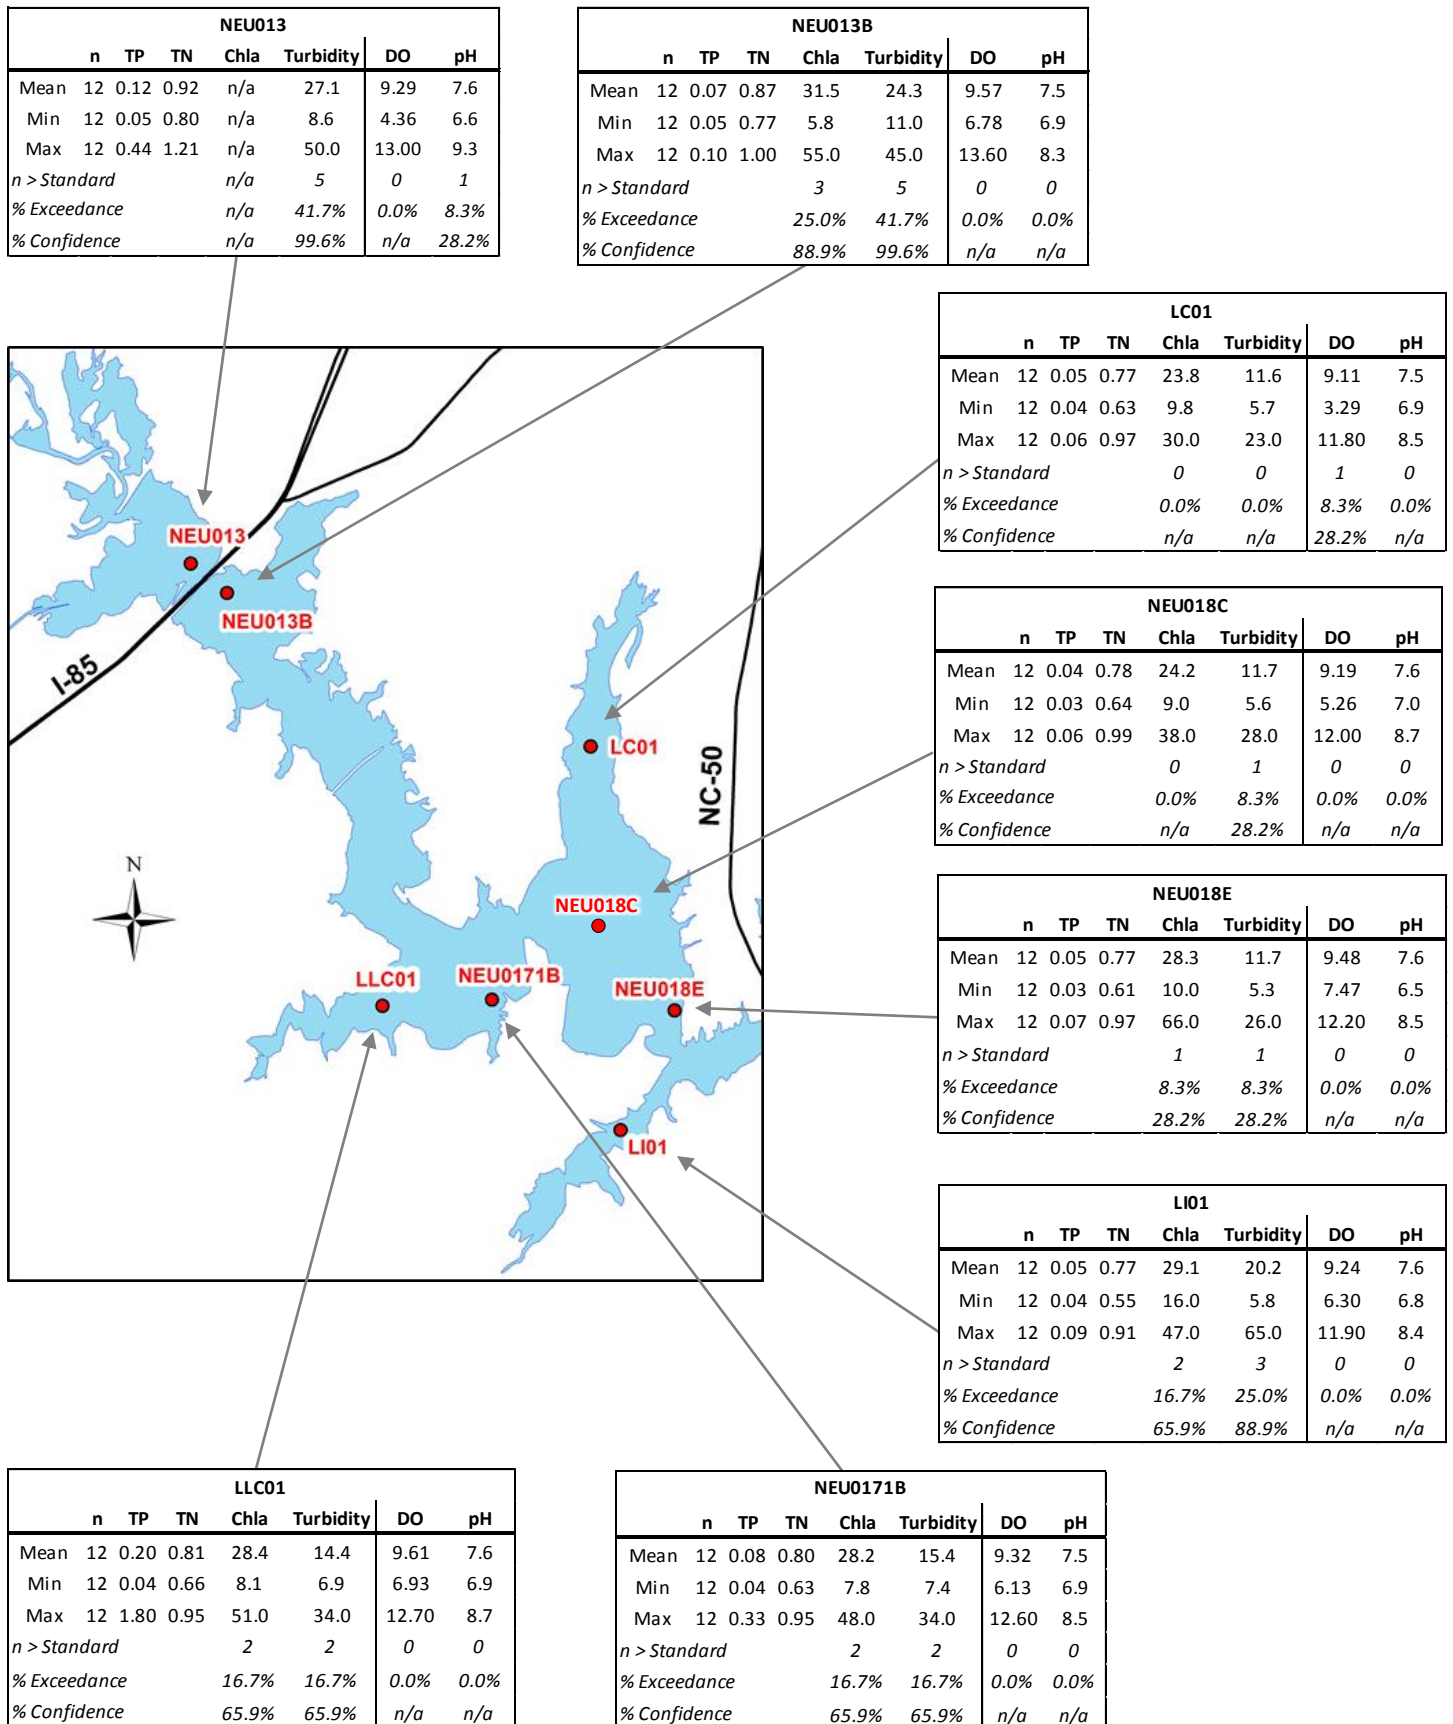 NEU013
n TP TN Chla Turbidity DO pH
Mean 12 0.12 0.92 n/a 27.1 9.29 7.6
Min 12 0.05 0.80 n/a 8.6 4.36 6.6
Max 12 0.44 1.21 n/a 50.0 13.00 9.3
n > Standard n/a 5 0 1
% Exceedance n/a 41.7% 0.0% 8.3%
% Confidence n/a 99.6% n/a 28.2%
NEU013B
n TP TN Chla Turbidity DO pH
Mean 12 0.07 0.87 31.5 24.3 9.57 7.5
Min 12 0.05 0.77 5.8 11.0 6.78 6.9
Max 12 0.10 1.00 55.0 45.0 13.60 8.3
n > Standard 3 5 0 0
% Exceedance 25.0% 41.7% 0.0% 0.0%
% Confidence 88.9% 99.6% n/a n/a
LC01
n TP TN Chla Turbidity DO pH
Mean 12 0.05 0.77 23.8 11.6 9.11 7.5
Min 12 0.04 0.63 9.8 5.7 3.29 6.9
Max 12 0.06 0.97 30.0 23.0 11.80 8.5
n > Standard 0 0 1 0
% Exceedance 0.0% 0.0% 8.3% 0.0%
% Confidence n/a n/a 28.2% n/a
NEU018C
n TP TN Chla Turbidity DO pH
Mean 12 0.04 0.78 24.2 11.7 9.19 7.6
Min 12 0.03 0.64 9.0 5.6 5.26 7.0
Max 12 0.06 0.99 38.0 28.0 12.00 8.7
n > Standard 0 1 0 0
% Exceedance 0.0% 8.3% 0.0% 0.0%
% Confidence n/a 28.2% n/a n/a
NEU018E
n TP TN Chla Turbidity DO pH
Mean 12 0.05 0.77 28.3 11.7 9.48 7.6
Min 12 0.03 0.61 10.0 5.3 7.47 6.5
Max 12 0.07 0.97 66.0 26.0 12.20 8.5
n > Standard 1 1 0 0
% Exceedance 8.3% 8.3% 0.0% 0.0%
% Confidence 28.2% 28.2% n/a n/a
LI01
n TP TN Chla Turbidity DO pH
Mean 12 0.05 0.77 29.1 20.2 9.24 7.6
Min 12 0.04 0.55 16.0 5.8 6.30 6.8
Max 12 0.09 0.91 47.0 65.0 11.90 8.4
n > Standard 2 3 0 0
% Exceedance 16.7% 25.0% 0.0% 0.0%
% Confidence 65.9% 88.9% n/a n/a
NEU013
NEU013B
I-85
LC01
NC-50
N
NEU018C
LLC01
NEU0171B
NEU018E
LI01
LLC01
n TP TN Chla Turbidity DO pH
Mean 12 0.20 0.81 28.4 14.4 9.61 7.6
Min 12 0.04 0.66 8.1 6.9 6.93 6.9
Max 12 1.80 0.95 51.0 34.0 12.70 8.7
n > Standard 2 2 0 0
% Exceedance 16.7% 16.7% 0.0% 0.0%
% Confidence 65.9% 65.9% n/a n/a
NEU0171B
n TP TN Chla Turbidity DO pH
Mean 12 0.08 0.80 28.2 15.4 9.32 7.5
Min 12 0.04 0.63 7.8 7.4 6.13 6.9
Max 12 0.33 0.95 48.0 34.0 12.60 8.5
n > Standard 2 2 0 0
% Exceedance 16.7% 16.7% 0.0% 0.0%
% Confidence 65.9% 65.9% n/a n/a